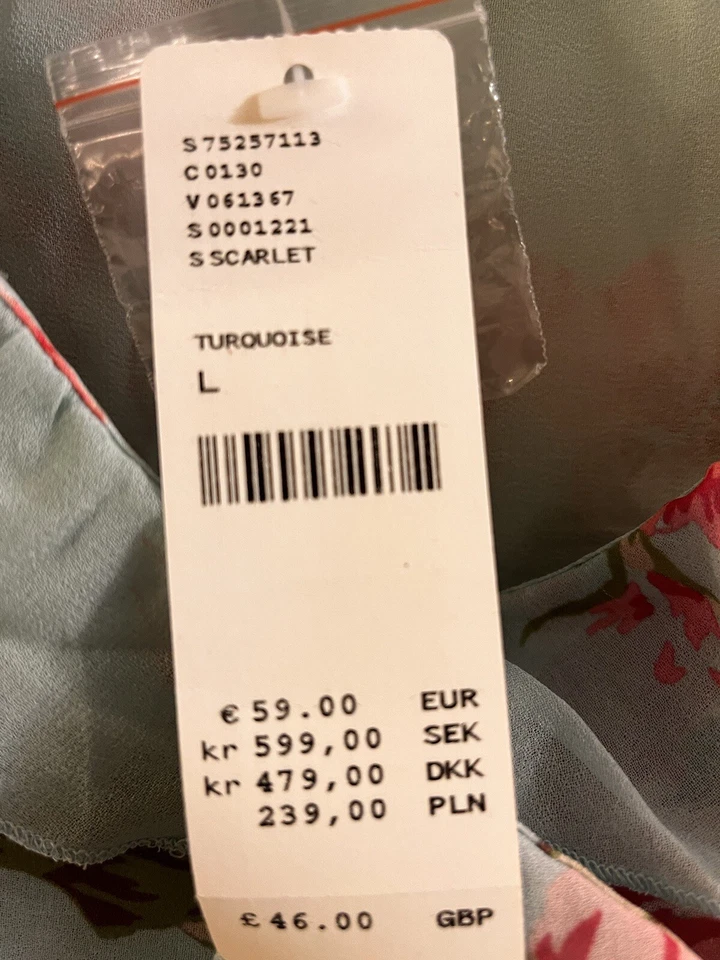 S75257113
C0130
V061367
S0001221
SSCARLET
TURQUOISE
L
€ 59.00 EUR
kr 599,00 SEK
kr 479,00 DKK
239,00 PLN
£ 46.00 GBP